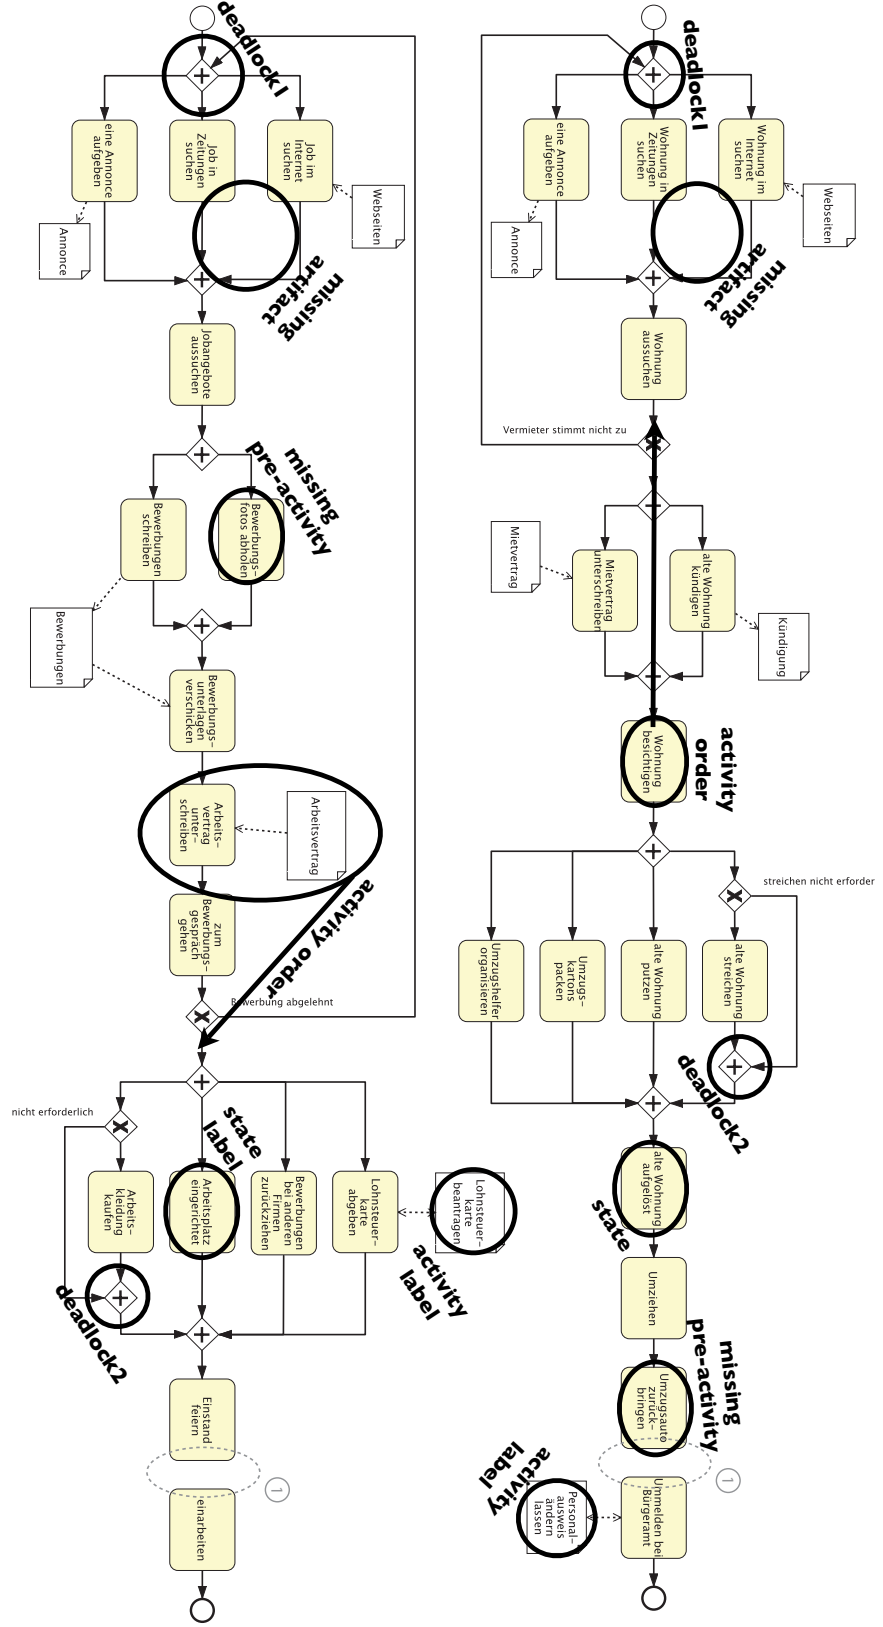 deadlock1
eine Annonce
aufgeben
Job in
Zeitungen
suchen
Job im
Internet
suchen
Webseiten
Annonce
missing
artifact
Jobangebote
aussuchen
missing
pre-activity
Bewerbungen
schreiben
Bewerbungs-
fotos abholen
Bewerbungen
Bewerbungs-
unterlagen
verschicken
Arbeits-
vertrag
unter-
schreiben
Arbeitsvertrag
activity order
zum
Bewerbungs-
gespräch
gehen
Bewerbung abgelehnt
nicht erforderlich
state
label
Arbeits-
kleidung
kaufen
Arbeitsplatz
eingerichtet
Bewerbungen
bei anderen
Firmen
zurückziehen
Lohnsteuer-
karte
abgeben
Lohnsteuer-
karte
beantragen
activity
label
deadlock2
Einstand
feiern
1
einarbeiten
deadlock1
eine Annonce
aufgeben
Wohnung in
Zeitungen
suchen
Wohnung im
Internet
suchen
Webseiten
Annonce
missing
artifact
Wohnung
aussuchen
Vermieter stimmt nicht zu
Mietvertrag
Mietvertrag
unterschreiben
alte Wohnung
kündigen
Kündigung
Wohnung
besichtigen
activity
order
streichen nicht erforder
Umzugshelfer
organisieren
Umzugs-
kartons
packen
alte Wohnung
putzen
alte Wohnung
streichen
deadlock2
alte Wohnung
aufgelöst
state
Umziehen
missing
pre-activity
Umzugsauto
zurück-
bringen
1
activity
label
Personal-
ausweis
ändern
lassen
Ummelden bei
Bürgeramt